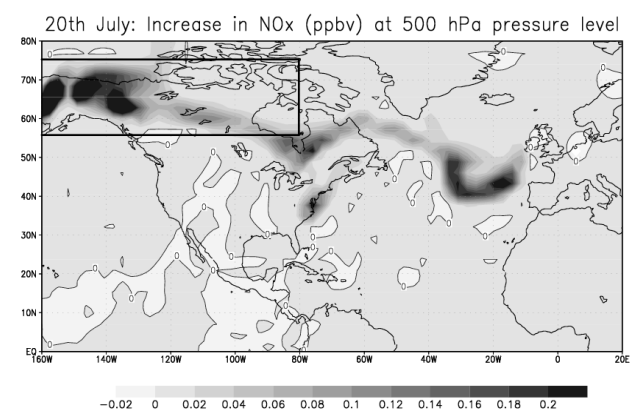 20th July: Increase in NOx (ppbv) at 500 hPa pressure level
80N
70N
60N
50N
40N
30N
20N
10N
EQ
160W 140W 120W 100W 80W 60W 40W 20W 0 20E
-0.02 0 0.02 0.04 0.06 0.08 0.1 0.12 0.14 0.16 0.18 0.2